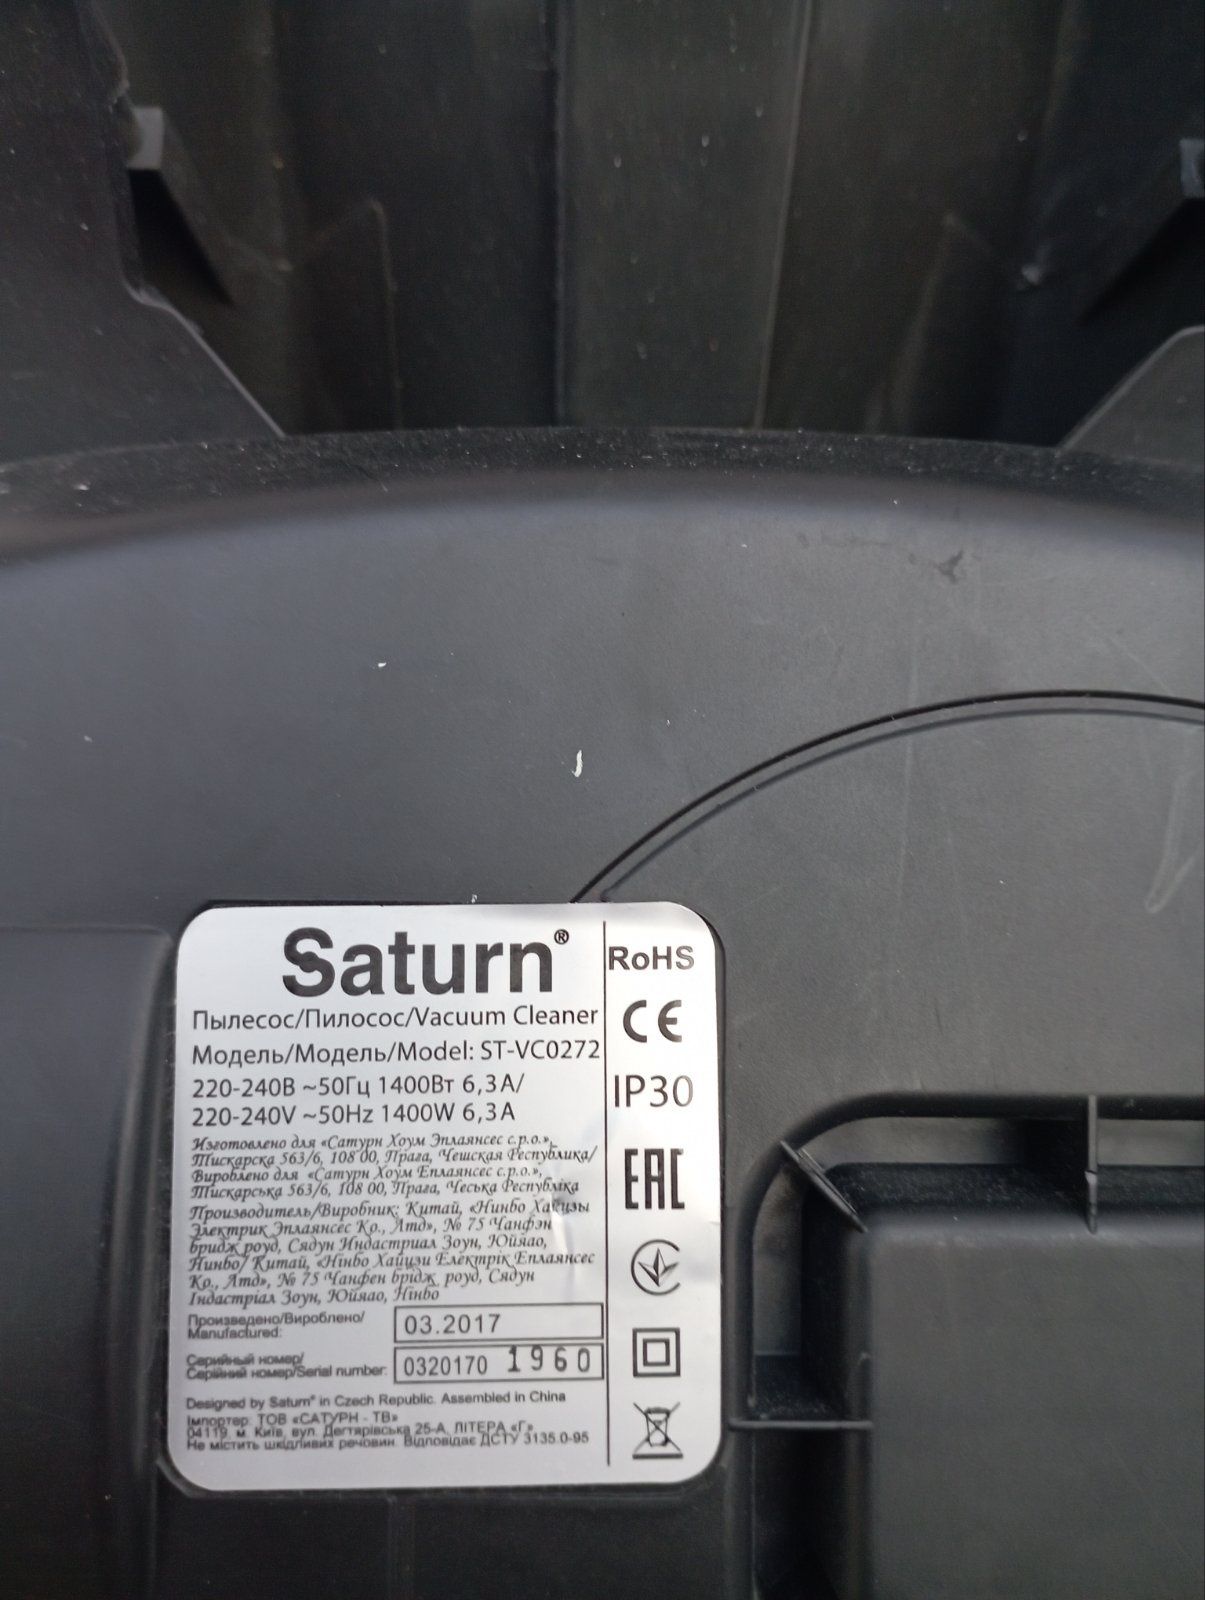 Saturn®
Пылесос/Пилосос/Vacuum Cleaner
Модель/Модель/Model: ST-VC0272
220-240В ~50Гц 1400Вт 6,3А/
220-240V ~50Hz 1400W 6,3A
Изготовлено для «Сатурн Хоум Эплаянсес с.р.о.»,
Тискарска 563/6, 108 00, Прага, Чешская Республика/
Вироблено для «Сатурн Хоум Еплаянсес с.р.о.»,
Тискарська 563/6, 108 00, Прага, Чеська Республіка
Производитель/Виробник: Китай, «Нинбо Хайцзы
Электрик Эплаянсес Ко., Лтд», № 75 Чанфэн
бридж роуд, Сядун Индастриал Зоун, Юйяао,
Нинбо/ Китай, «Нінбо Хайцзи Електрік Еплаянсес
Ко., Лтд», № 75 Чанфен брідж роуд, Сядун
Індастріал Зоун, Юйяао, Нінбо
Произведено/Вироблено/
Manufactured:
03.2017
Серийный номер/
Серійний номер/Serial number:
0320170 1960
Designed by Saturn® in Czech Republic. Assembled in China
Імпортер: ТОВ «САТУРН - ТВ»
04119, м. Київ, вул. Дегтярівська 25-А, ЛІТЕРА «Г»
Не містить шкідливих речовин. Відповідає ДСТУ 3135.0-95
RoHS
CE
IP30
EAC